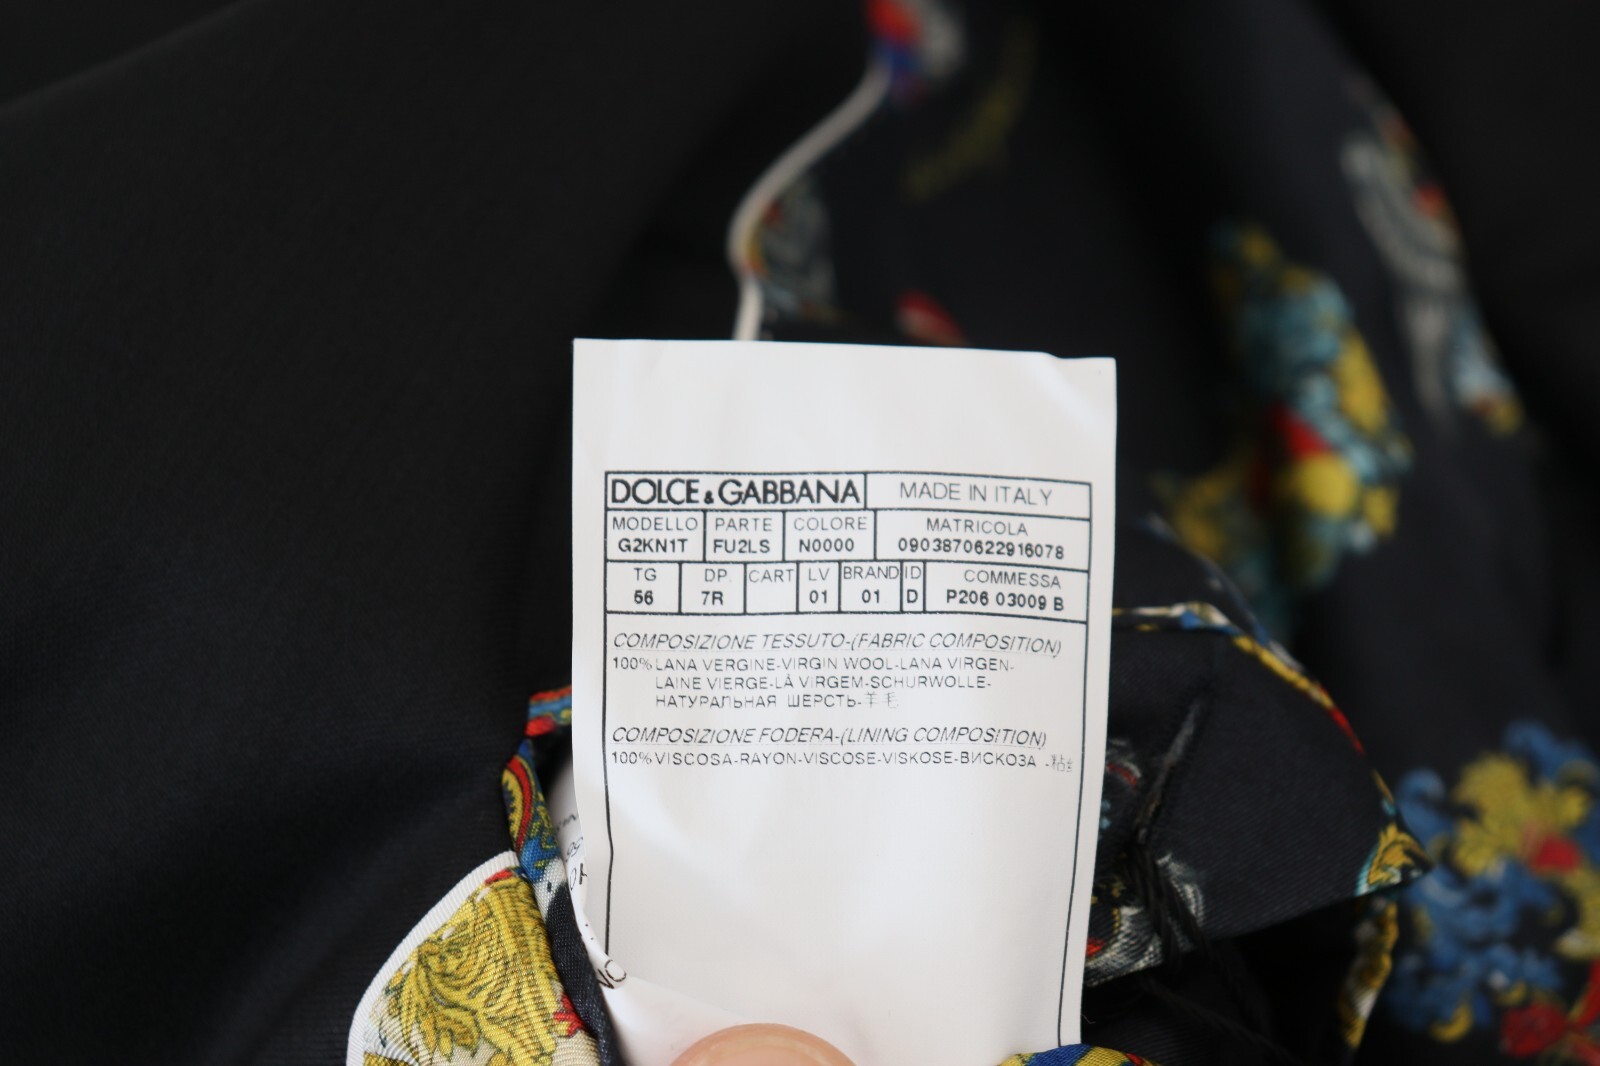 DOLCE & GABBANA MADE IN ITALY
MODELLO PARTE COLORE MATRICOLA
G2KN1T FU2LS N0000 0903870622916078
TG DP. CART LV BRAND ID COMMESSA
56 7R 01 01 D P206 03009 B
COMPOSIZIONE TESSUTO-(FABRIC COMPOSITION)
100% LANA VERGINE-VIRGIN WOOL-LANA VIRGEN-
LAINE VIERGE-LÀ VIRGEM-SCHURWOLLE-
НАТУРАЛЬНАЯ ШЕРСТЬ-羊毛
COMPOSIZIONE FODERA-(LINING COMPOSITION)
100% VISCOSA-RAYON-VISCOSE-VISKOSE-ВИСКОЗА -粘